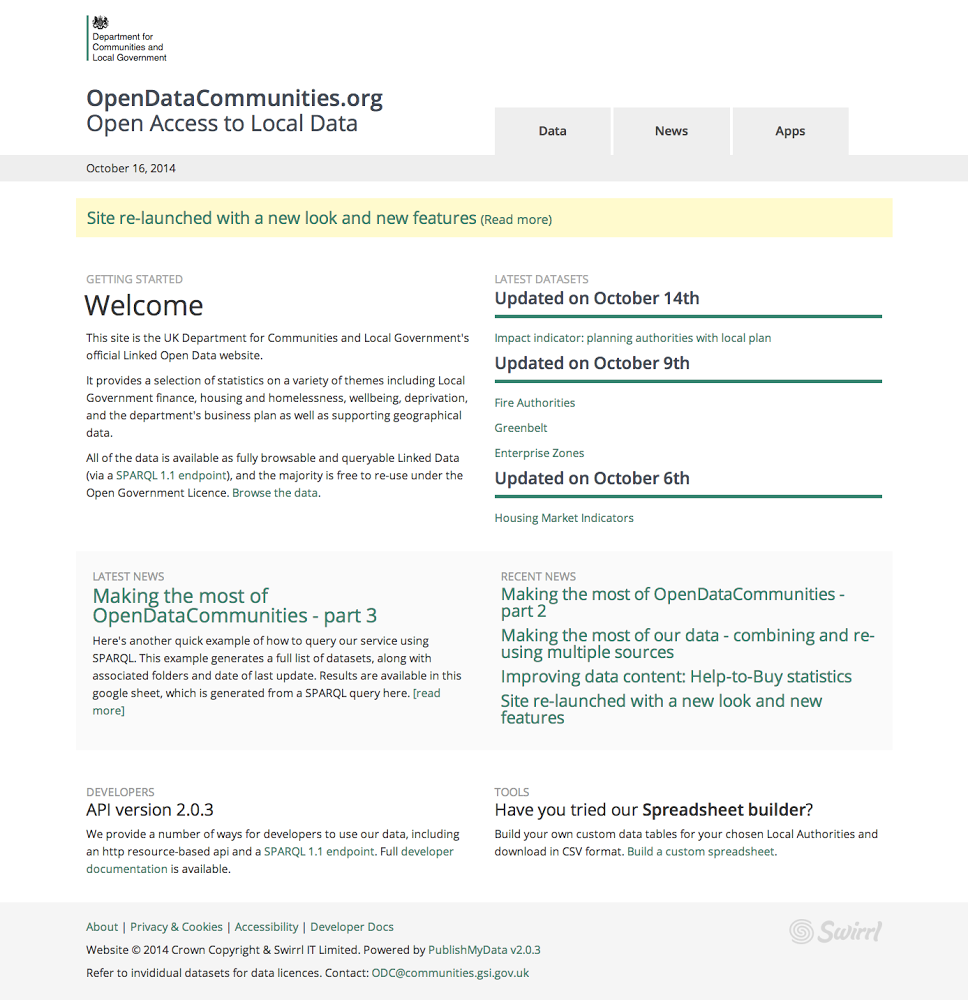 Department for
Communities and
Local Government
OpenDataCommunities.org
Open Access to Local Data
Data
News
Apps
October 16, 2014
Site re-launched with a new look and new features (Read more)
GETTING STARTED
Welcome
This site is the UK Department for Communities and Local Government's
official Linked Open Data website.
It provides a selection of statistics on a variety of themes including Local
Government finance, housing and homelessness, wellbeing, deprivation,
and the department's business plan as well as supporting geographical
data.
All of the data is available as fully browsable and queryable Linked Data
(via a SPARQL 1.1 endpoint), and the majority is free to re-use under the
Open Government Licence. Browse the data.
LATEST DATASETS
Updated on October 14th
Impact indicator: planning authorities with local plan
Updated on October 9th
Fire Authorities
Greenbelt
Enterprise Zones
Updated on October 6th
Housing Market Indicators
LATEST NEWS
Making the most of
OpenDataCommunities - part 3
Here's another quick example of how to query our service using
SPARQL. This example generates a full list of datasets, along with
associated folders and date of last update. Results are available in this
google sheet, which is generated from a SPARQL query here. [read
more]
RECENT NEWS
Making the most of OpenDataCommunities -
part 2
Making the most of our data - combining and re-
using multiple sources
Improving data content: Help-to-Buy statistics
Site re-launched with a new look and new
features
DEVELOPERS
API version 2.0.3
We provide a number of ways for developers to use our data, including
an http resource-based api and a SPARQL 1.1 endpoint. Full developer
documentation is available.
TOOLS
Have you tried our Spreadsheet builder?
Build your own custom data tables for your chosen Local Authorities and
download in CSV format. Build a custom spreadsheet.
About | Privacy & Cookies | Accessibility | Developer Docs
Website © 2014 Crown Copyright & Swirrl IT Limited. Powered by PublishMyData v2.0.3
Refer to invididual datasets for data licences. Contact: ODC@communities.gsi.gov.uk
Swirrl